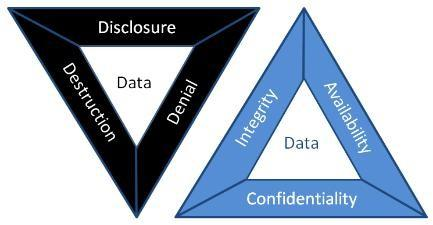 Disclosure
Destruction
Data
Denial
Integrity
Availability
Data
Confidentiality